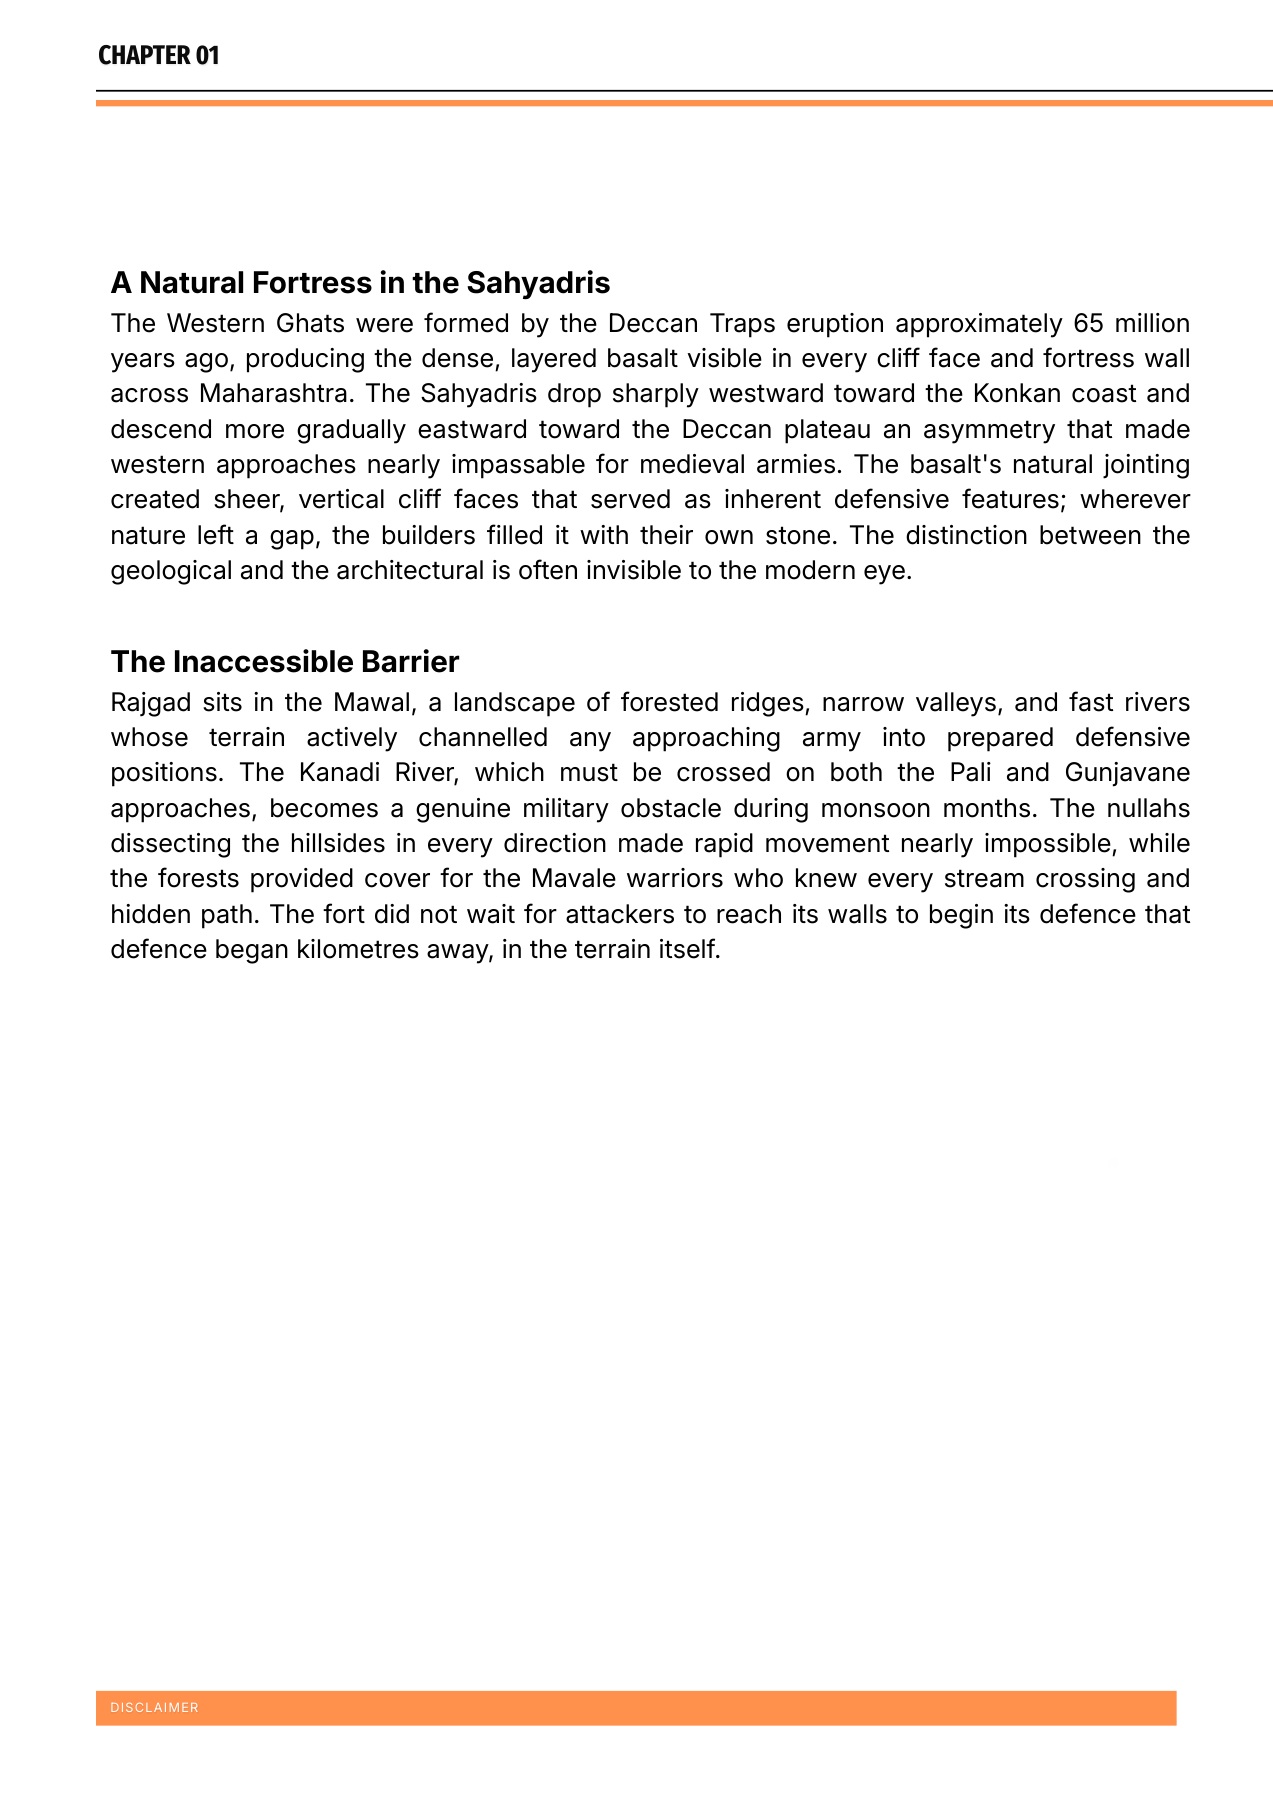 CHAPTER 01
A Natural Fortress in the Sahyadris
The Western Ghats were formed by the Deccan Traps eruption approximately 65 million
years ago, producing the dense, layered basalt visible in every cliff face and fortress wall
across Maharashtra. The Sahyadris drop sharply westward toward the Konkan coast and
descend more gradually eastward toward the Deccan plateau an asymmetry that made
western approaches nearly impassable for medieval armies. The basalt's natural jointing
created sheer, vertical cliff faces that served as inherent defensive features; wherever
nature left a gap, the builders filled it with their own stone. The distinction between the
geological and the architectural is often invisible to the modern eye.
The Inaccessible Barrier
Rajgad sits in the Mawal, a landscape of forested ridges, narrow valleys, and fast rivers
whose terrain actively channelled any approaching army into prepared defensive
positions. The Kanadi River, which must be crossed on both the Pali and Gunjavane
approaches, becomes a genuine military obstacle during monsoon months. The nullahs
dissecting the hillsides in every direction made rapid movement nearly impossible, while
the forests provided cover for the Mavale warriors who knew every stream crossing and
hidden path. The fort did not wait for attackers to reach its walls to begin its defence that
defence began kilometres away, in the terrain itself.
DISCLAIMER